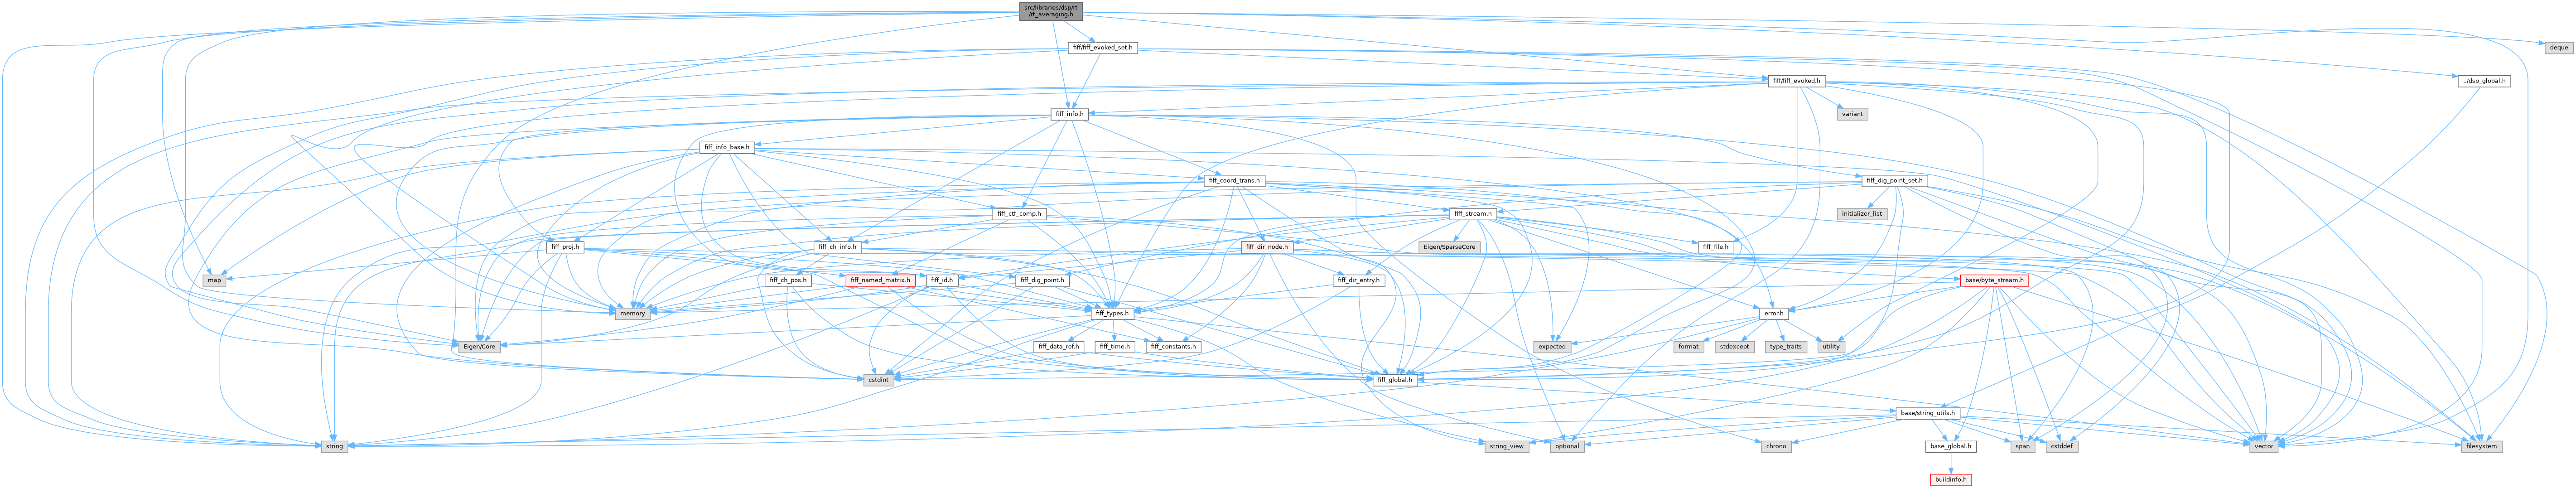 src/libraries/dsp/rt
/rt_averaging.h
fiff/fiff_evoked_set.h
deque
fiff/fiff_evoked.h
../dsp_global.h
fiff_info.h
variant
fiff_info_base.h
fiff_coord_trans.h
fiff_dig_point_set.h
fiff_ctf_comp.h
fiff_stream.h
initializer_list
fiff_proj.h
fiff_ch_info.h
fiff_dir_node.h
Eigen/SparseCore
fiff_file.h
map
fiff_ch_pos.h
fiff_named_matrix.h
fiff_id.h
fiff_dig_point.h
fiff_dir_entry.h
base/byte_stream.h
memory
fiff_types.h
error.h
Eigen/Core
fiff_data_ref.h
fiff_time.h
fiff_constants.h
expected
format
stdexcept
type_traits
utility
cstdint
fiff_global.h
base/string_utils.h
string
string_view
optional
chrono
base_global.h
span
cstddef
vector
filesystem
buildinfo.h